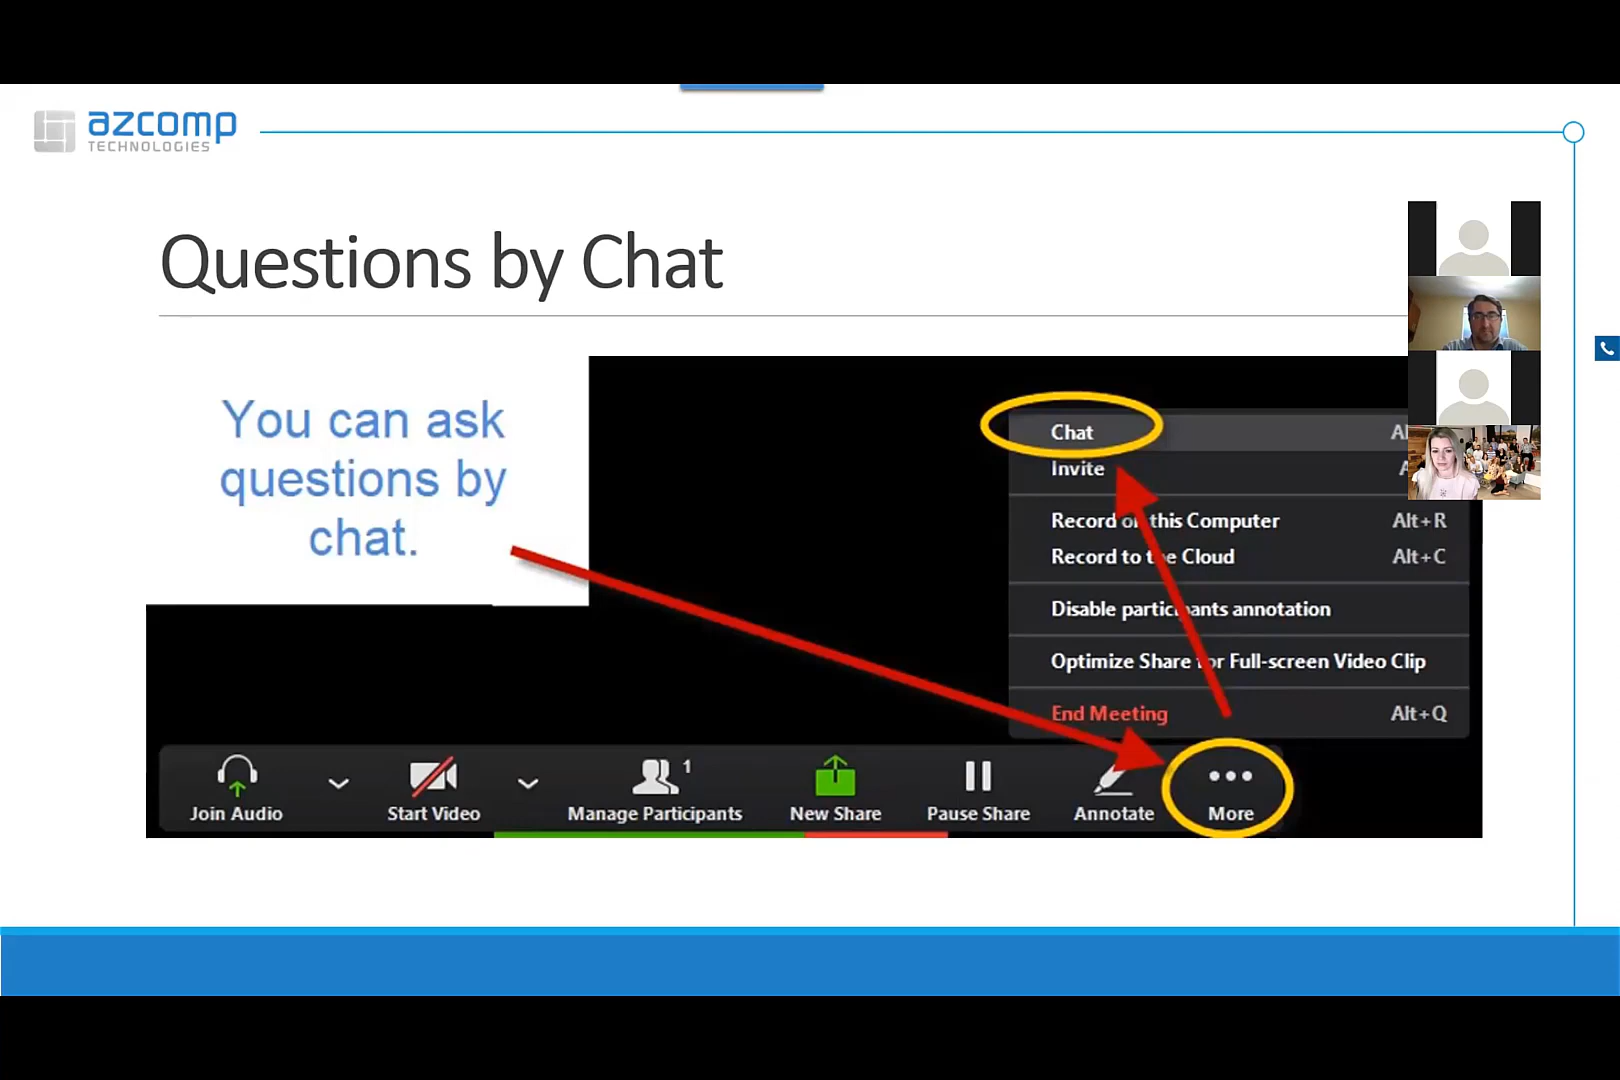 azcomp
TECHNOLOGIES
Questions by Chat
You can ask
questions by
chat.
Chat
Invite
Record on this Computer Alt+R
Record to the Cloud Alt+C
Disable participants annotation
Optimize Share for Full-screen Video Clip
End Meeting Alt+Q
1
Join Audio Start Video Manage Participants New Share Pause Share Annotate More